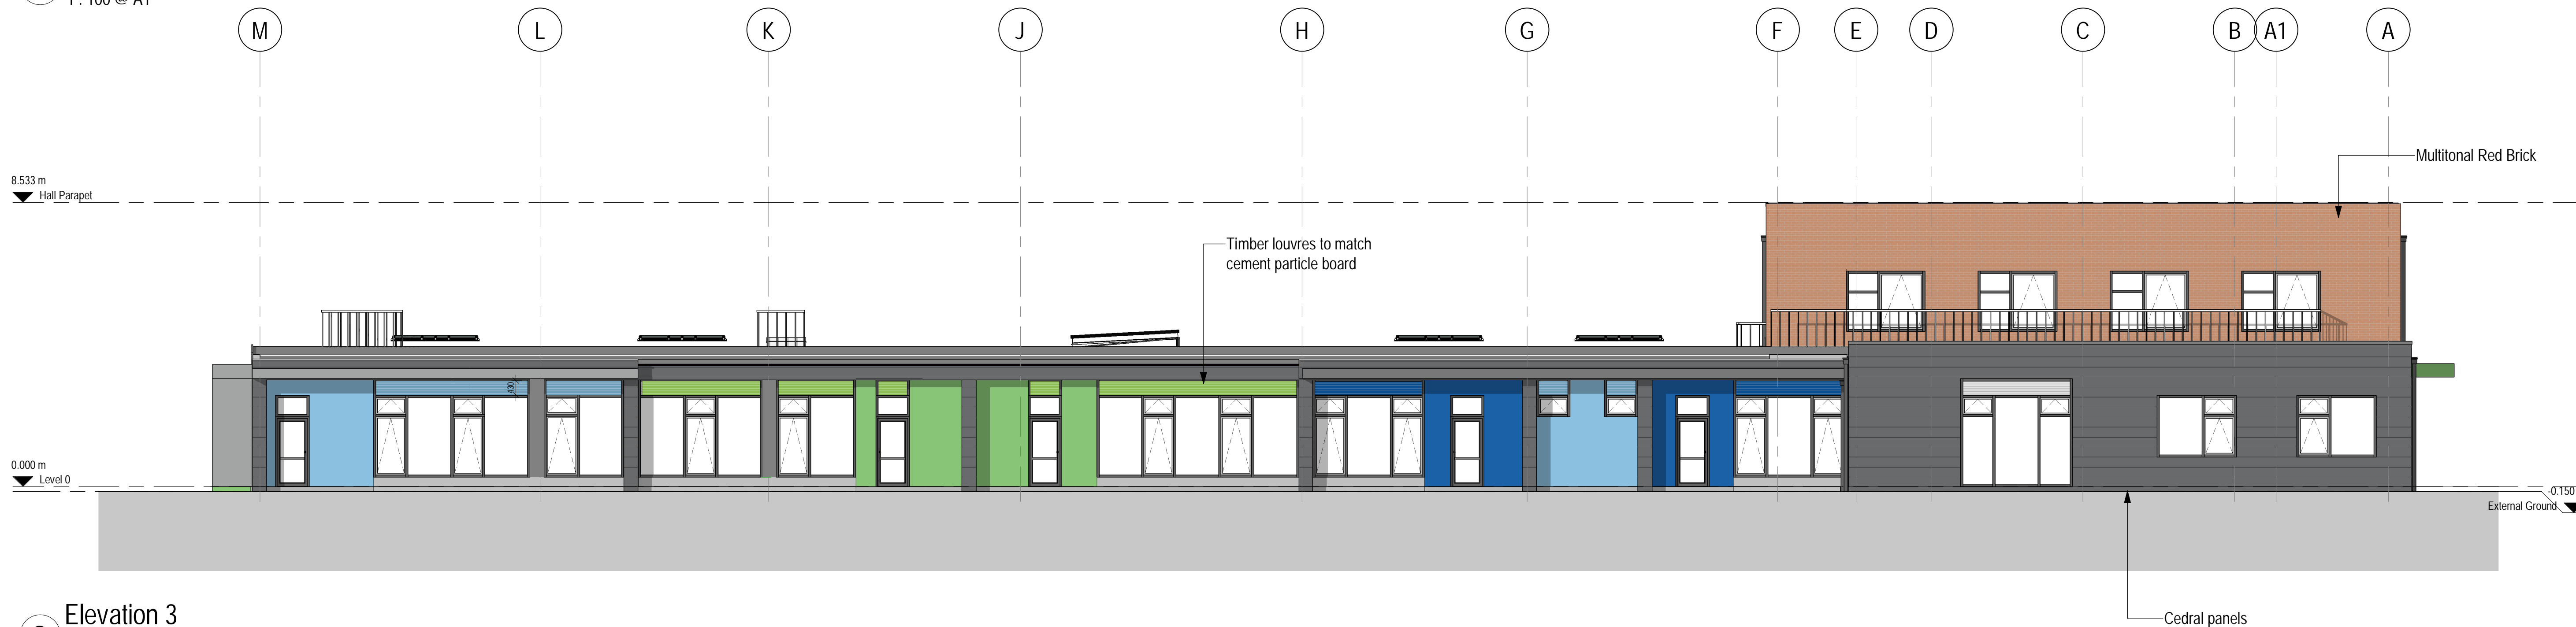 1 : 100 @ A1
M L K J H G F E D C B A1 A
Multitonal Red Brick
8.533 m
Hall Parapet
Timber louvres to match
cement particle board
430
0.000 m
Level 0
-0.150
External Ground
Elevation 3
Cedral panels